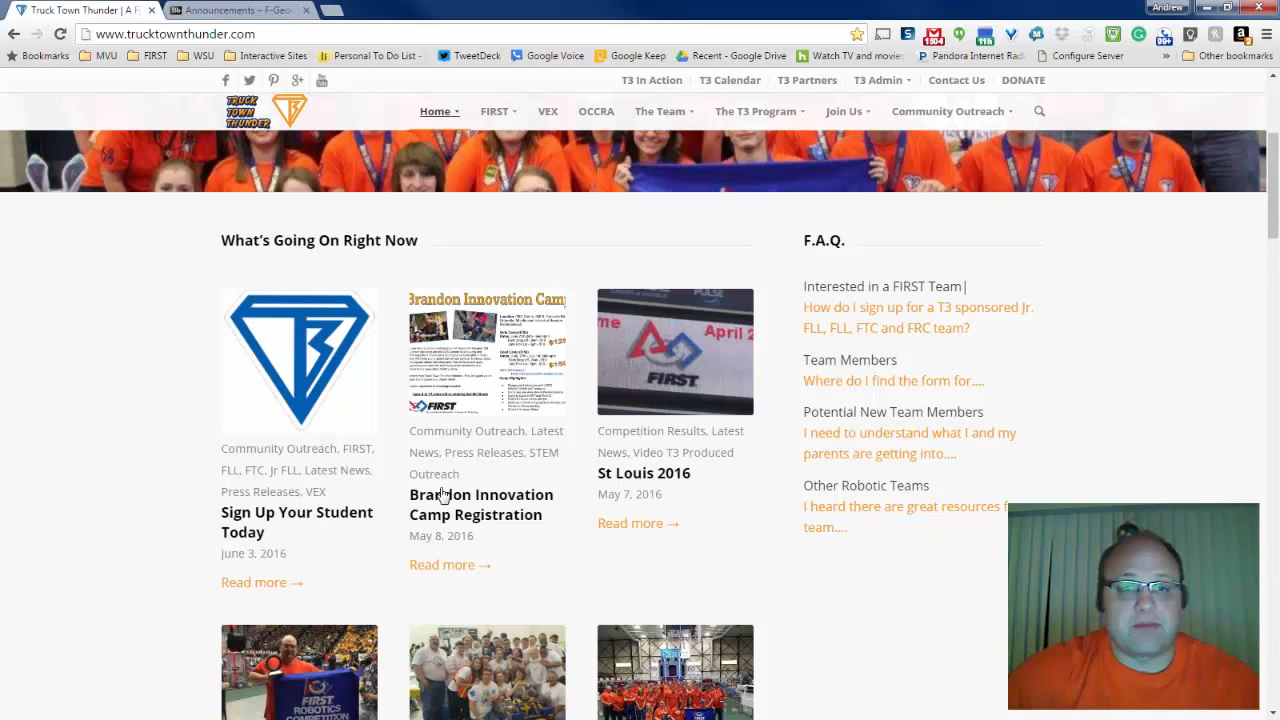 Truck Town Thunder | A F
Announcements – F-Geo
Andrew
www.trucktownthunder.com
1504
11h
99+
2
Bookmarks
MUV
FIRST
WSU
Interactive Sites
Personal To Do List
TweetDeck
Google Voice
Google Keep
Recent - Google Drive
Watch TV and movies
Pandora Internet Radio
Configure Server
Other bookmarks
T3 In Action
T3 Calendar
T3 Partners
T3 Admin
Contact Us
DONATE
TRUCK
TOWN
THUNDER
Home
FIRST
VEX
OCCRA
The Team
The T3 Program
Join Us
Community Outreach
What's Going On Right Now
Community Outreach, FIRST,
FLL, FTC, Jr FLL, Latest News,
Press Releases, VEX
Sign Up Your Student
Today
June 3, 2016
Read more →
Brandon Innovation Camp
FIRST
Community Outreach, Latest
News, Press Releases, STEM
Outreach
Brandon Innovation
Camp Registration
May 8, 2016
Read more →
PULSE
me
April 2
FIRST
Competition Results, Latest
News, Video T3 Produced
St Louis 2016
May 7, 2016
Read more →
F.A.Q.
Interested in a FIRST Team|
How do I sign up for a T3 sponsored Jr.
FLL, FLL, FTC and FRC team?
Team Members
Where do I find the form for....
Potential New Team Members
I need to understand what I and my
parents are getting into....
Other Robotic Teams
I heard there are great resources f
team....
FIRST
ROBOTICS
COMPETITION